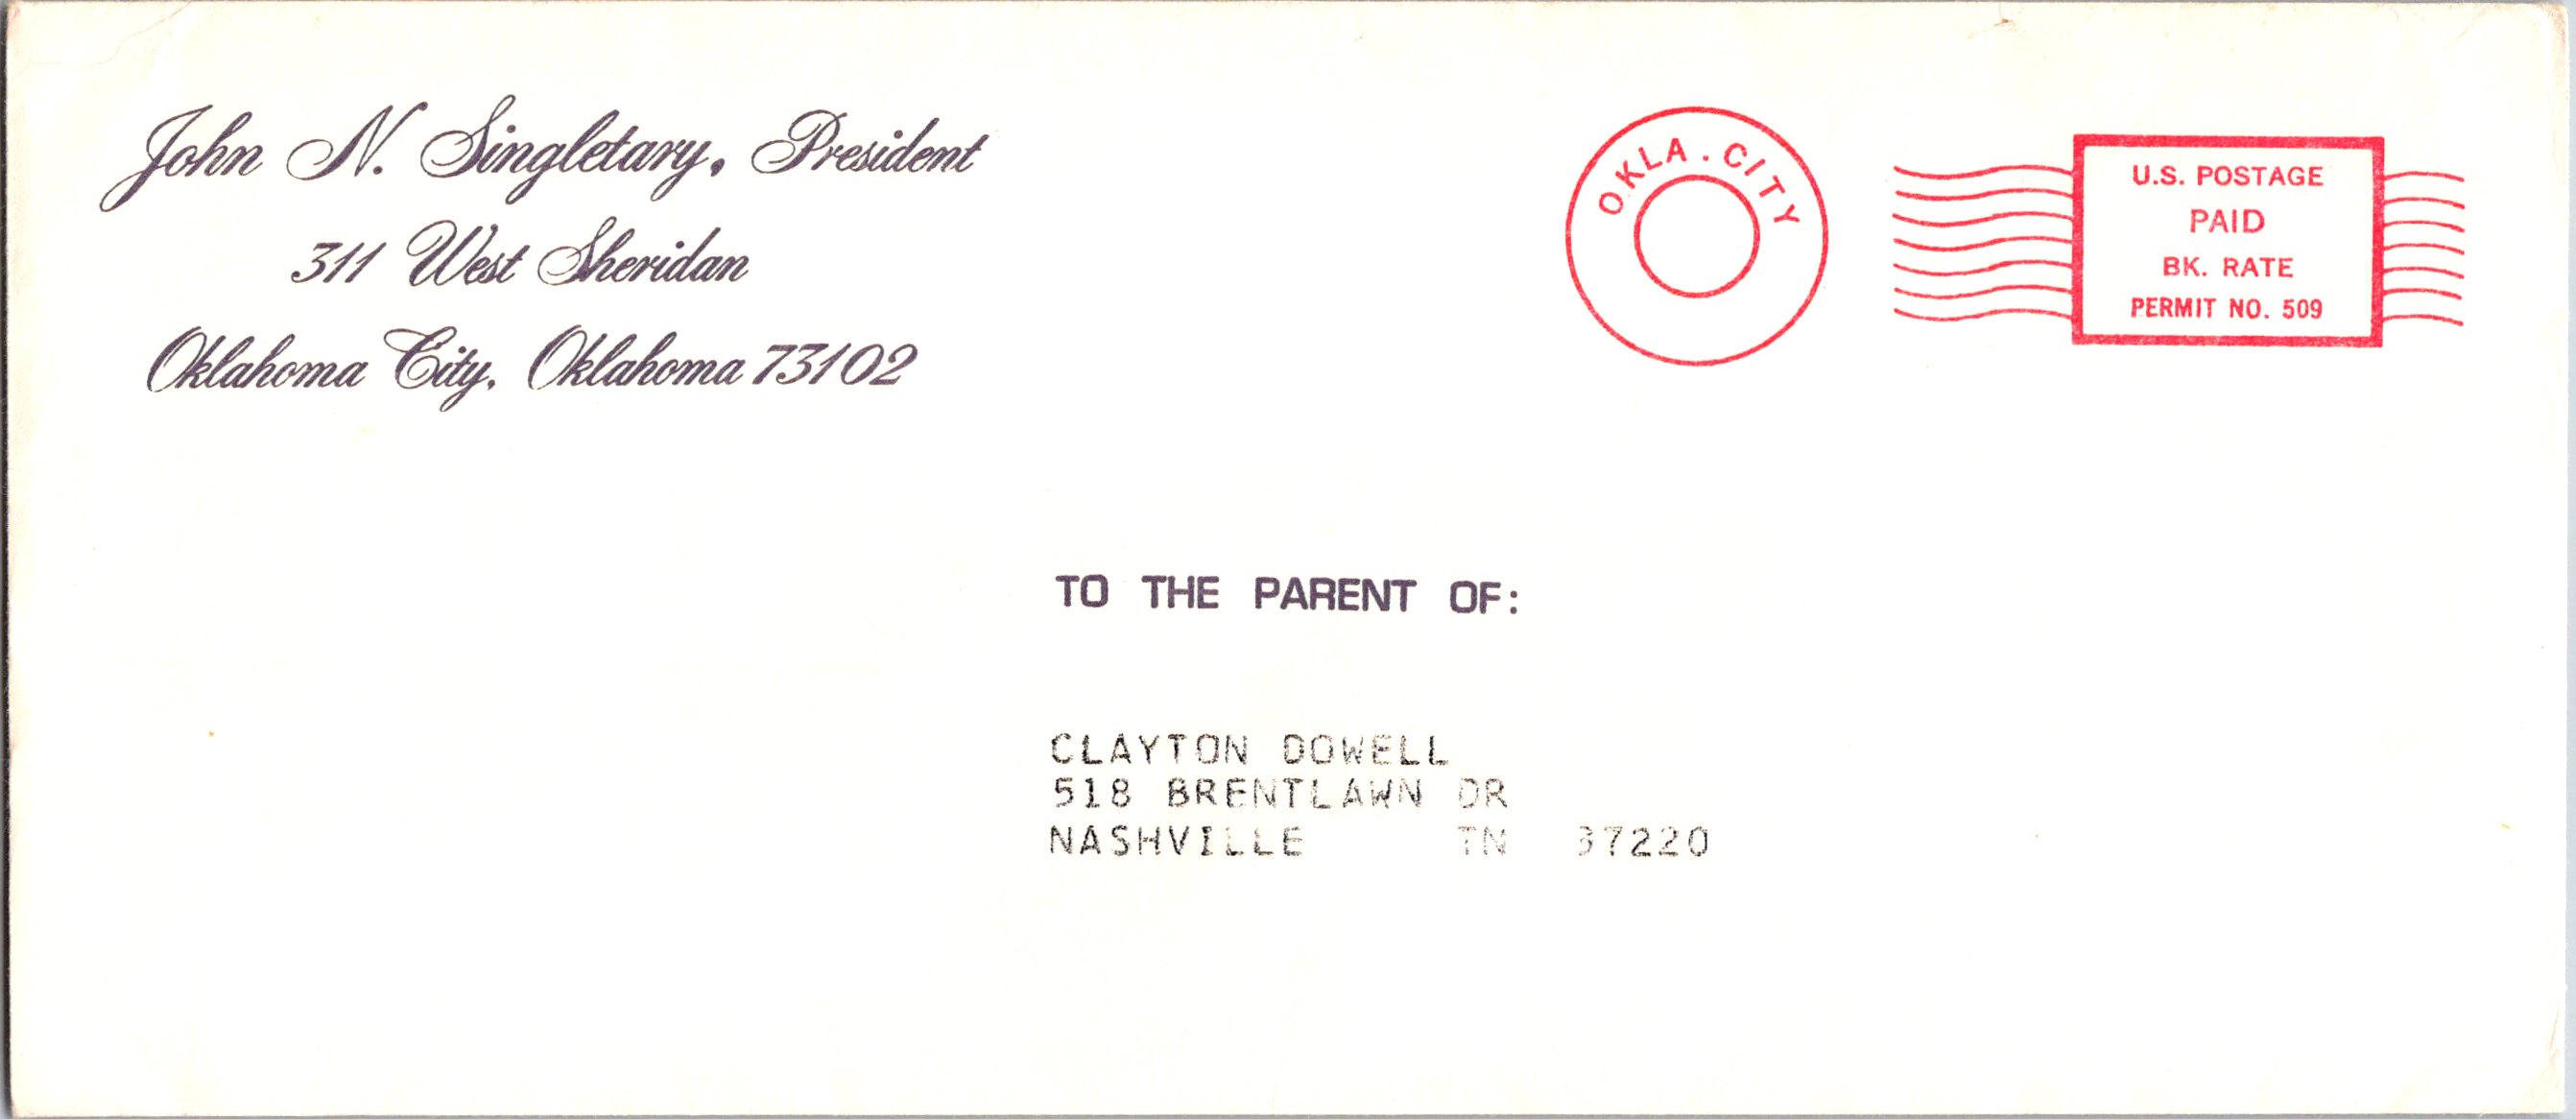 John N. Singletary, President
311 West Sheridan
Oklahoma City, Oklahoma 73102
OKLA. CITY
U.S. POSTAGE
PAID
BK. RATE
PERMIT NO. 509
TO THE PARENT OF:
CLAYTON DOWELL
518 BRENTLAWN DR
NASHVILLE TN 37220